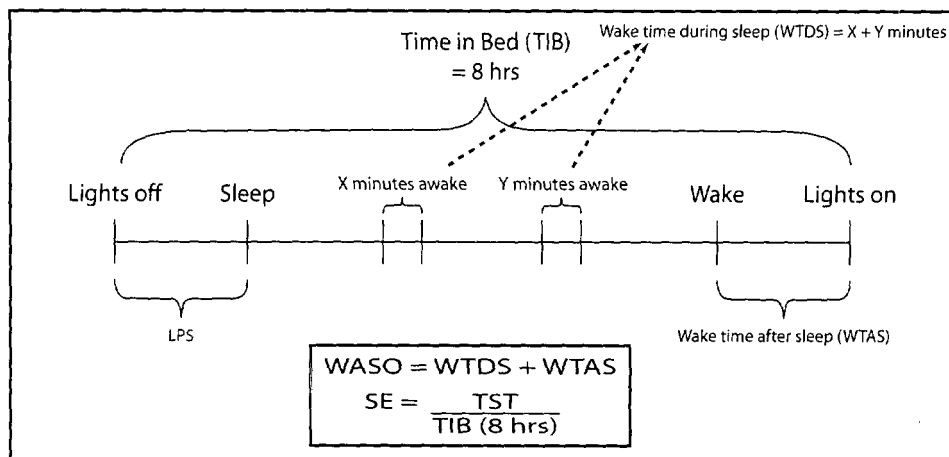 Wake time during sleep (WTDS) = X + Y minutes
Time in Bed (TIB)
= 8 hrs
Lights off
Sleep
X minutes awake
Y minutes awake
Wake
Lights on
LPS
Wake time after sleep (WTAS)
WASO = WTDS + WTAS
SE = TST
TIB (8 hrs)